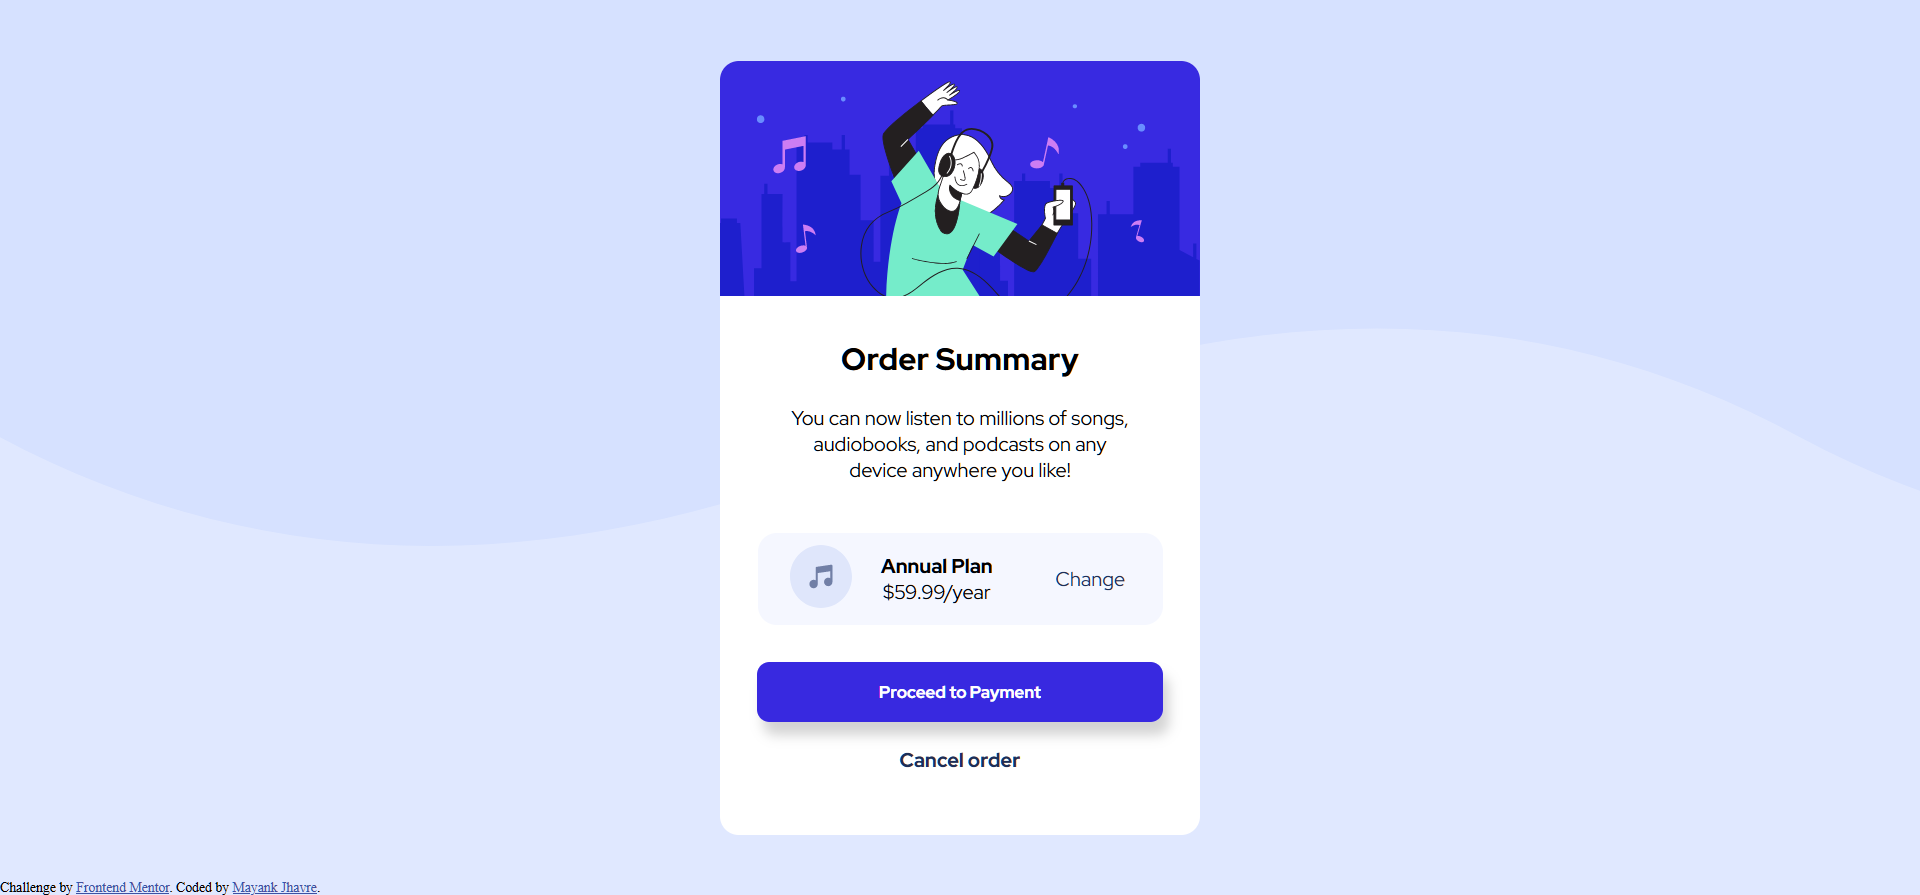 Order Summary
You can now listen to millions of songs,
audiobooks, and podcasts on any
device anywhere you like!
Annual Plan
$59.99/year
Change
Proceed to Payment
Cancel order
Challenge by Frontend Mentor. Coded by Mayank Jhavre.